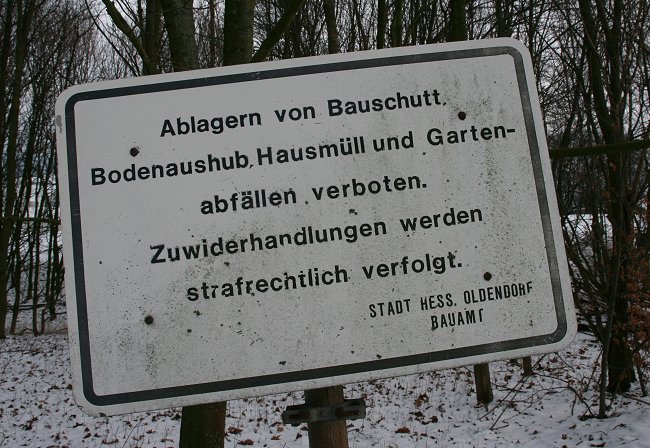 Ablagern von Bauschutt,
Bodenaushub, Hausmüll und Garten-
abfällen verboten.
Zuwiderhandlungen werden
strafrechtlich verfolgt.
STADT HESS. OLDENDORF
BAUAMT